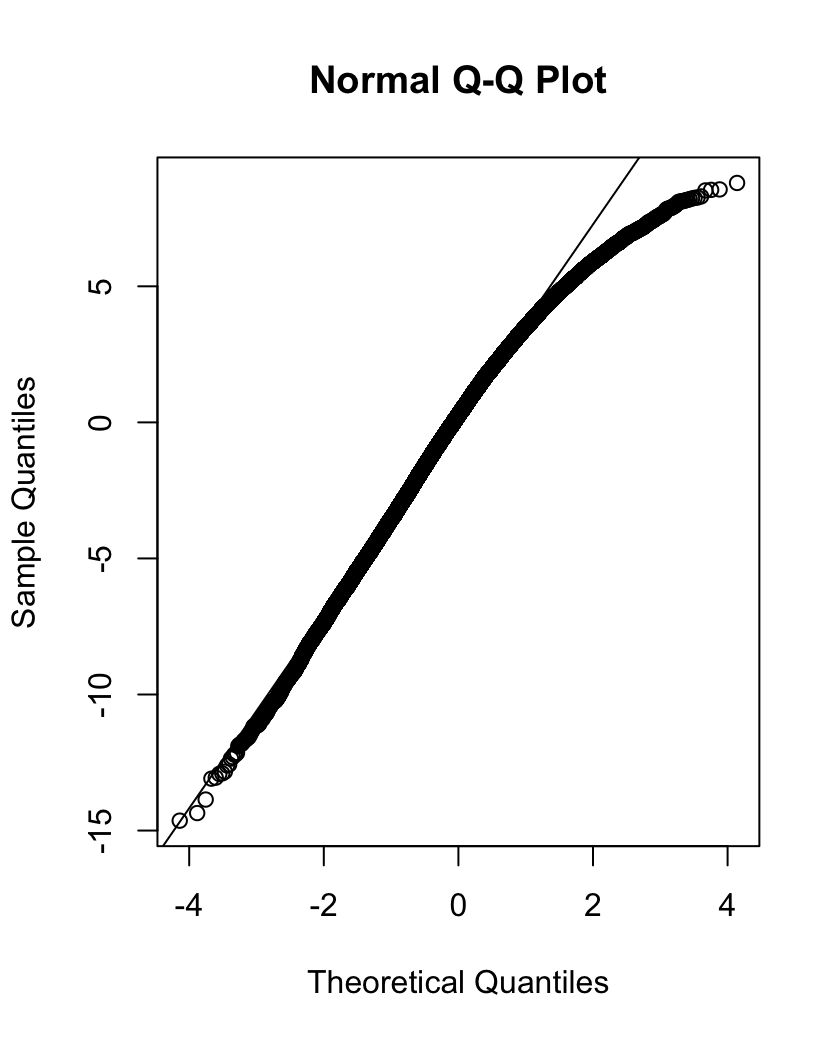 Normal Q-Q Plot
Sample Quantiles
5
0
-5
-10
-15
-4 -2 0 2 4
Theoretical Quantiles